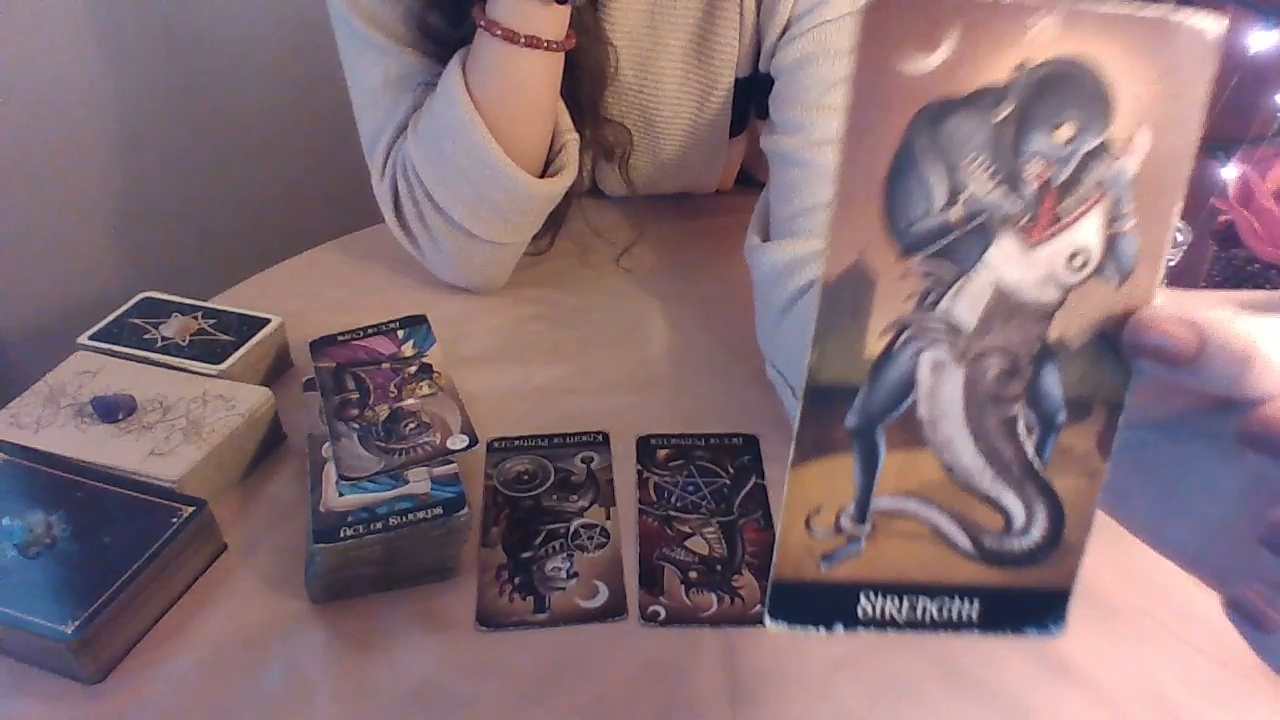 ACE OF CUPS
ACE OF SWORDS
KNIGHT OF PENTACLES
ACE OF PENTACLES
STRENGTH